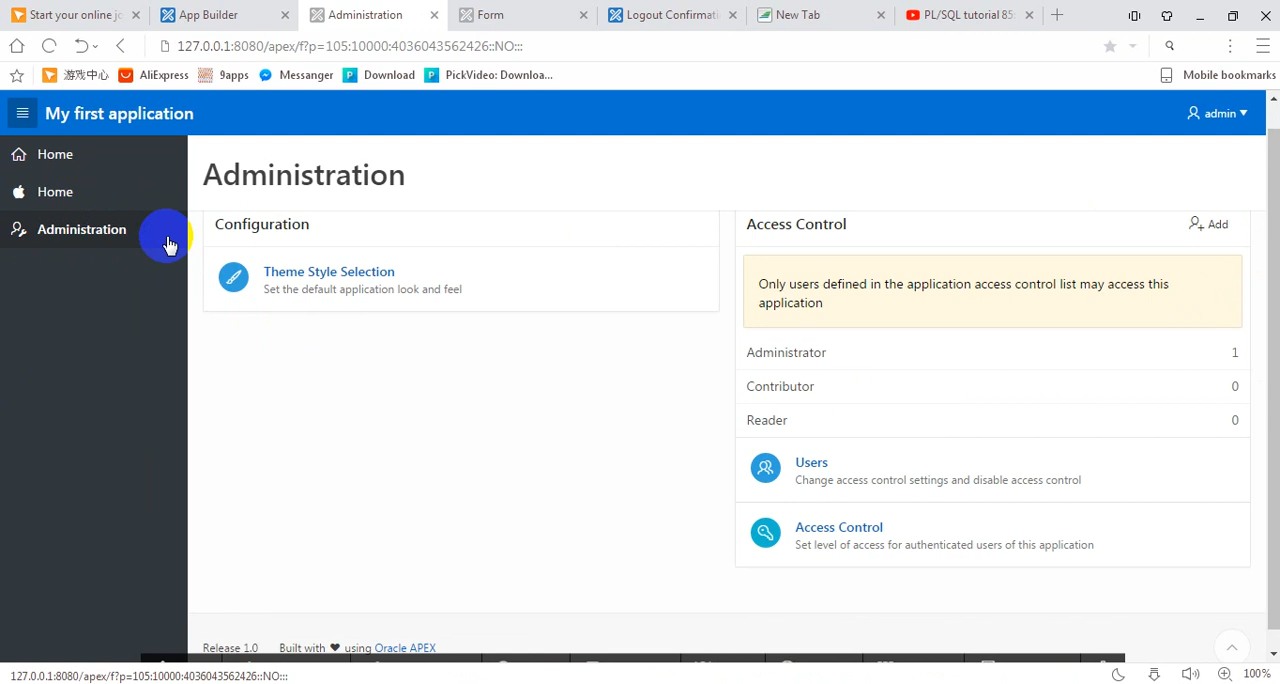 Start your online jo
App Builder
Administration
Form
Logout Confirmati
New Tab
PL/SQL tutorial 85:
127.0.0.1:8080/apex/f?p=105:10000:4036043562426::NO:::
游戏中心
AliExpress
9apps
Messanger
Download
PickVideo: Downloa...
Mobile bookmarks
My first application
admin
Home
Home
Administration
Administration
Configuration
Theme Style Selection
Set the default application look and feel
Access Control
Add
Only users defined in the application access control list may access this
application
Administrator 1
Contributor 0
Reader 0
Users
Change access control settings and disable access control
Access Control
Set level of access for authenticated users of this application
Release 1.0 Built with ♥ using Oracle APEX
127.0.0.1:8080/apex/f?p=105:10000:4036043562426::NO:::
100%